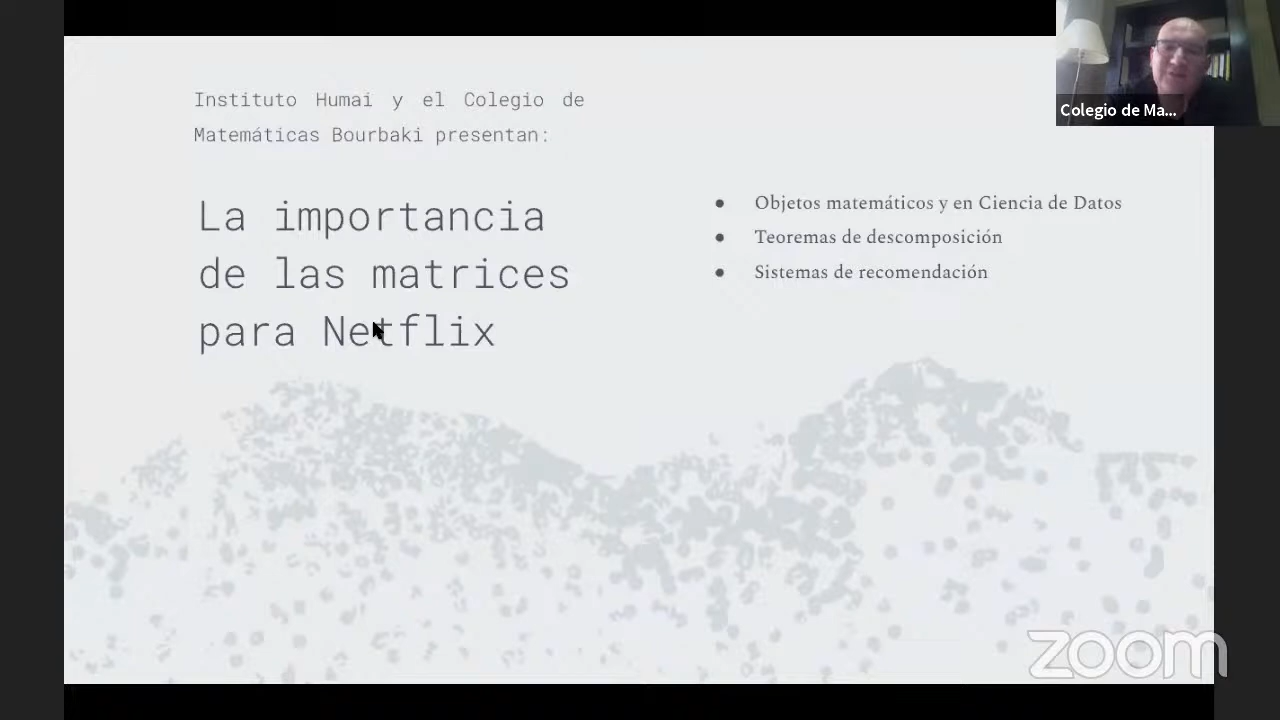 Instituto Humai y el Colegio de
Matemáticas Bourbaki presentan:
La importancia
de las matrices
para Netflix
• Objetos matemáticos y en Ciencia de Datos
• Teoremas de descomposición
• Sistemas de recomendación
Colegio de Ma...
zoom